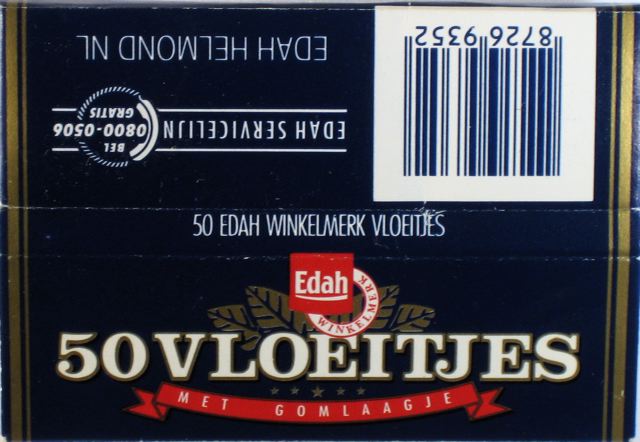 EDAH HELMOND NL
8726 9352
EDAH SERVICELIJN
BEL
0800-0506
GRATIS
50 EDAH WINKELMERK VLOEITJES
Edah
WINKELMERK
50 VLOEITJES
MET GOMLAAGJE